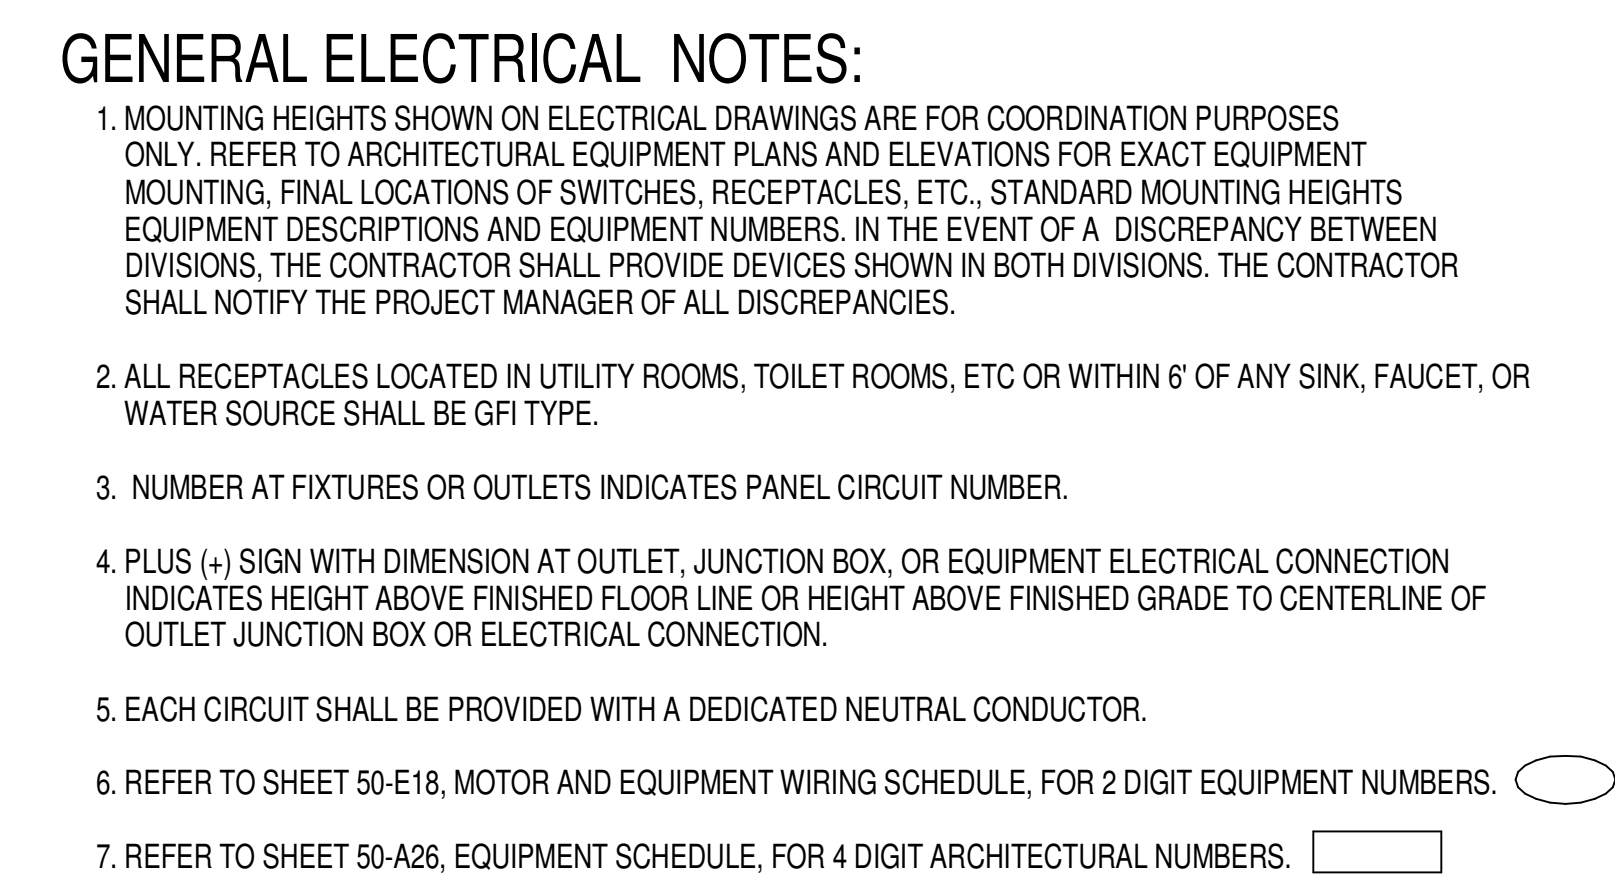 GENERAL ELECTRICAL NOTES:
1. MOUNTING HEIGHTS SHOWN ON ELECTRICAL DRAWINGS ARE FOR COORDINATION PURPOSES
ONLY. REFER TO ARCHITECTURAL EQUIPMENT PLANS AND ELEVATIONS FOR EXACT EQUIPMENT
MOUNTING, FINAL LOCATIONS OF SWITCHES, RECEPTACLES, ETC., STANDARD MOUNTING HEIGHTS
EQUIPMENT DESCRIPTIONS AND EQUIPMENT NUMBERS. IN THE EVENT OF A DISCREPANCY BETWEEN
DIVISIONS, THE CONTRACTOR SHALL PROVIDE DEVICES SHOWN IN BOTH DIVISIONS. THE CONTRACTOR
SHALL NOTIFY THE PROJECT MANAGER OF ALL DISCREPANCIES.
2. ALL RECEPTACLES LOCATED IN UTILITY ROOMS, TOILET ROOMS, ETC OR WITHIN 6' OF ANY SINK, FAUCET, OR
WATER SOURCE SHALL BE GFI TYPE.
3. NUMBER AT FIXTURES OR OUTLETS INDICATES PANEL CIRCUIT NUMBER.
4. PLUS (+) SIGN WITH DIMENSION AT OUTLET, JUNCTION BOX, OR EQUIPMENT ELECTRICAL CONNECTION
INDICATES HEIGHT ABOVE FINISHED FLOOR LINE OR HEIGHT ABOVE FINISHED GRADE TO CENTERLINE OF
OUTLET JUNCTION BOX OR ELECTRICAL CONNECTION.
5. EACH CIRCUIT SHALL BE PROVIDED WITH A DEDICATED NEUTRAL CONDUCTOR.
6. REFER TO SHEET 50-E18, MOTOR AND EQUIPMENT WIRING SCHEDULE, FOR 2 DIGIT EQUIPMENT NUMBERS.
7. REFER TO SHEET 50-A26, EQUIPMENT SCHEDULE, FOR 4 DIGIT ARCHITECTURAL NUMBERS.